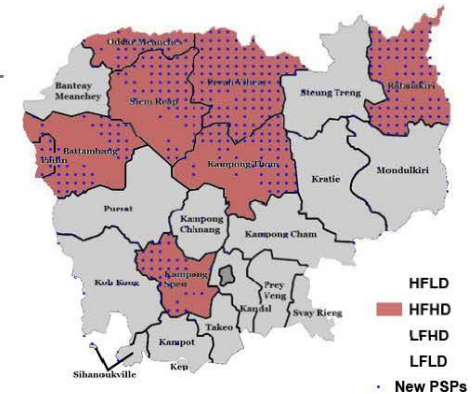 Oddar Meanchey
Preah Vihear
Ratanakiri
Banteay
Meanchey
Siem Reap
Steung Treng
Battambang
Pailin
Kampong Thom
Mondulkiri
Kratie
Pursat
Kampong
Chhnang
Kampong Cham
Koh Kong
Kampong
Speu
Prey
Veng
Kandal
Svay Rieng
Takeo
Kampot
Kep
Sihanoukville
HFLD
HFHD
LFHD
LFLD
New PSPs